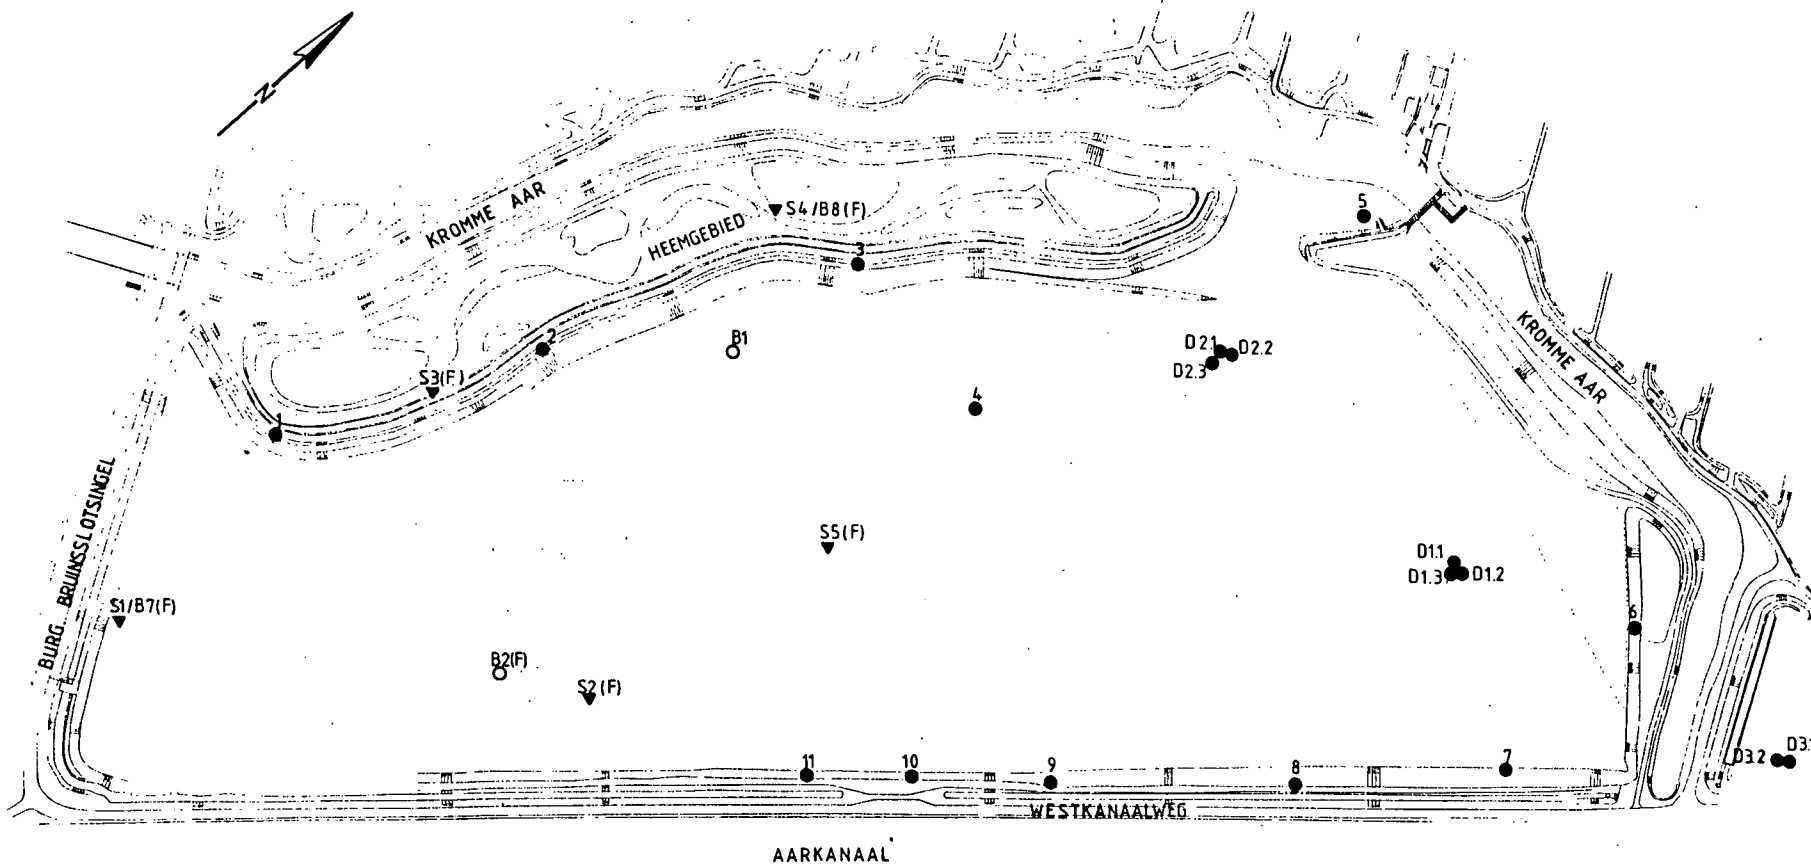 N
KROMME AAR
HEEMGEBIED
S4/B8(F)
5
3
KROMME AAR
2
B1
D2.1
D2.2
D2.3
S3(F)
4
1
BURG. BRUINSSLOTSINGEL
S5(F)
D1.1
D1.3
D1.2
S1/B7(F)
6
B2(F)
S2(F)
D3.2
11
10
9
8
7
WESTKANAALWEG
AARKANAAL